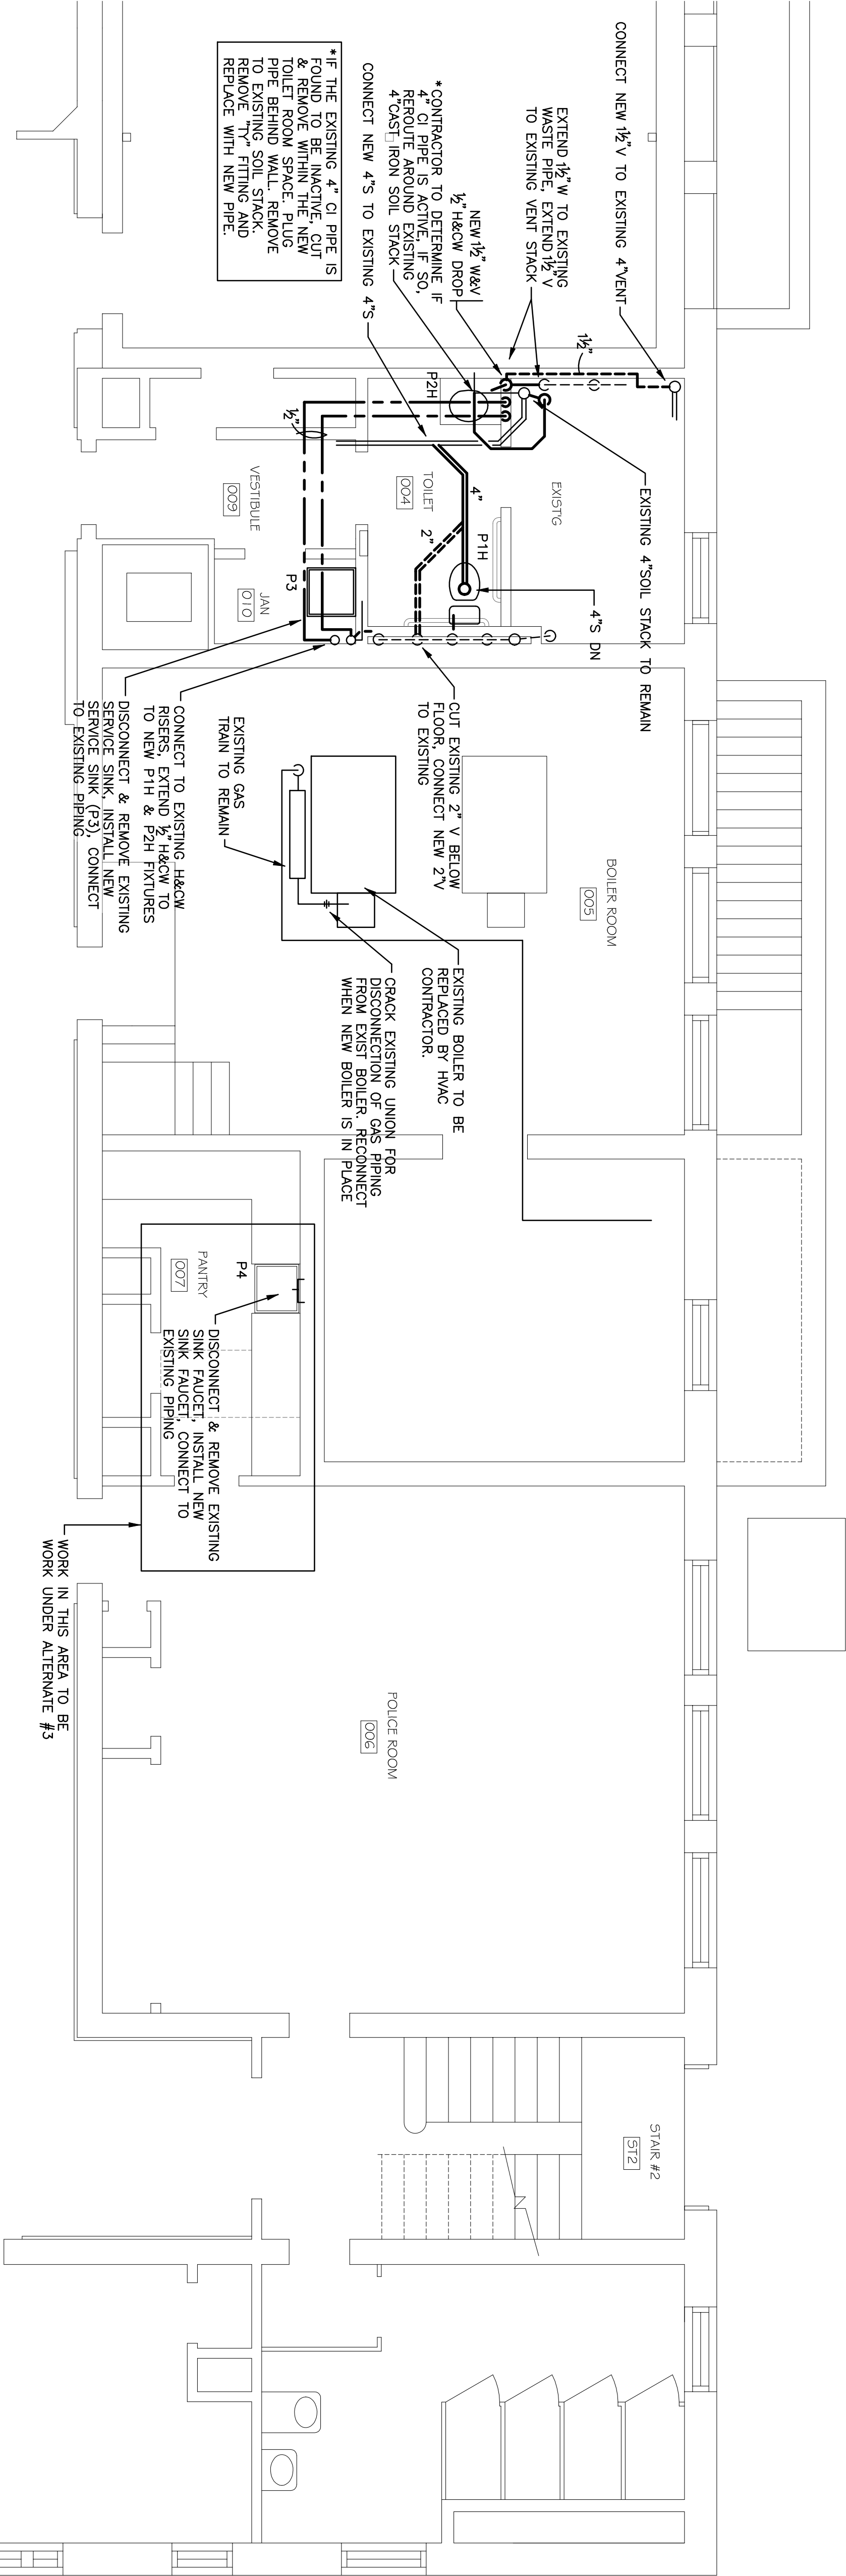 CONNECT NEW 1½" V TO EXISTING 4"VENT
EXTEND 1½" W TO EXISTING
WASTE PIPE, EXTEND 1½" V
TO EXISTING VENT STACK
NEW 1½" W&V
½" H&CW DROP
*CONTRACTOR TO DETERMINE IF
4" CI PIPE IS ACTIVE, IF SO,
REROUTE AROUND EXISTING
4"CAST IRON SOIL STACK
CONNECT NEW 4"S TO EXISTING 4"S
*IF THE EXISTING 4" CI PIPE IS
FOUND TO BE INACTIVE, CUT
& REMOVE WITHIN THE NEW
TOILET ROOM SPACE. PLUG
PIPE BEHIND WALL. REMOVE
TO EXISTING SOIL STACK.
REMOVE "TY" FITTING AND
REPLACE WITH NEW PIPE.
1½"
P2H
½"
EXISTING 4"SOIL STACK TO REMAIN
EXIST'G
TOILET
004
4"
2"
P1H
4"S DN
VESTIBULE
009
P3
JAN
010
CUT EXISTING 2" V BELOW
FLOOR, CONNECT NEW 2"V
TO EXISTING
CONNECT TO EXISTING H&CW
RISERS, EXTEND ½" H&CW TO
TO NEW P1H & P2H FIXTURES
DISCONNECT & REMOVE EXISTING
SERVICE SINK, INSTALL NEW
SERVICE SINK (P3), CONNECT
TO EXISTING PIPING
EXISTING GAS
TRAIN TO REMAIN
BOILER ROOM
005
EXISTING BOILER TO BE
REPLACED BY HVAC
CONTRACTOR.
CRACK EXISTING UNION FOR
DISCONNECTION OF GAS PIPING
FROM EXIST BOILER. RECONNECT
WHEN NEW BOILER IS IN PLACE
P4
PANTRY
007
DISCONNECT & REMOVE EXISTING
SINK FAUCET, INSTALL NEW
SINK FAUCET, CONNECT TO
EXISTING PIPING
WORK IN THIS AREA TO BE
WORK UNDER ALTERNATE #3
POLICE ROOM
006
STAIR #2
ST2